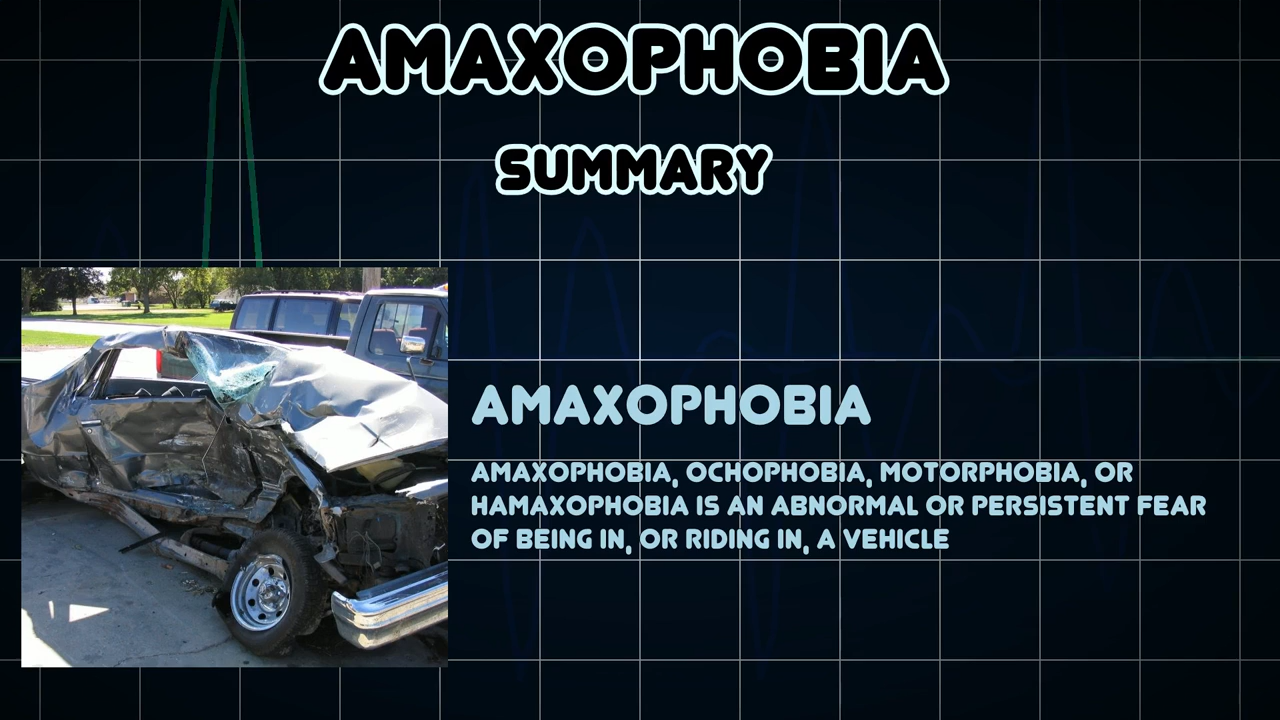 AMAXOPHOBIA
SUMMARY
AMAXOPHOBIA
AMAXOPHOBIA, OCHOPHOBIA, MOTORPHOBIA, OR
HAMAXOPHOBIA IS AN ABNORMAL OR PERSISTENT FEAR
OF BEING IN, OR RIDING IN, A VEHICLE